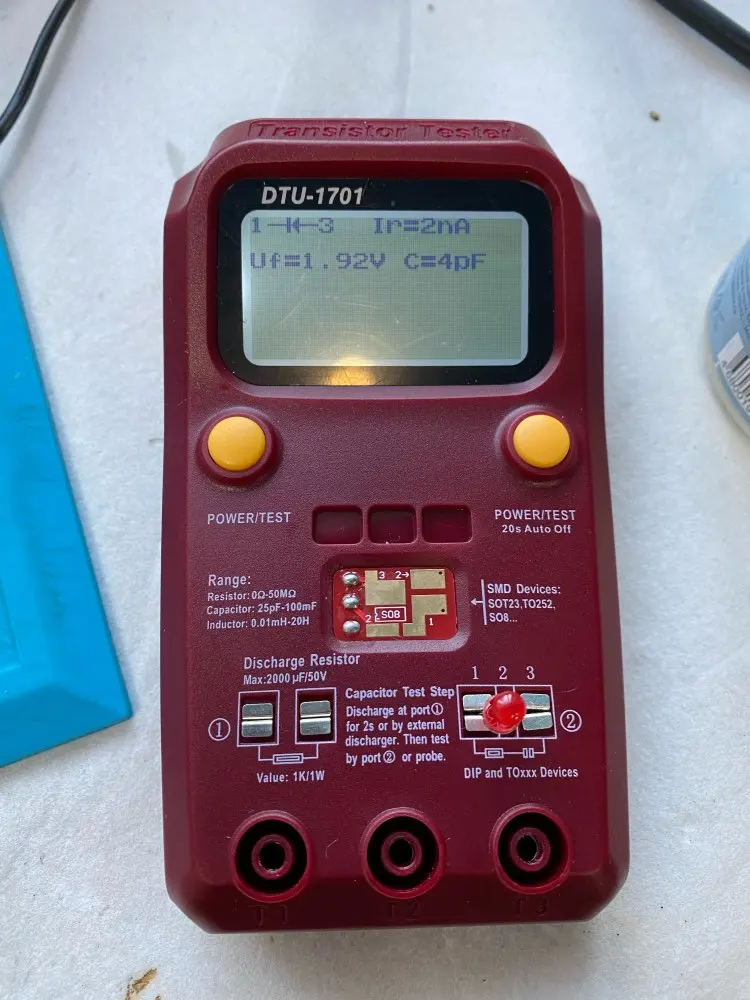 Transistor Tester
DTU-1701
1 3 Ir=2nA
Uf=1.92V C=4pF
POWER/TEST
POWER/TEST
20s Auto Off
Range:
Resistor: 0Ω-50MΩ
Capacitor: 25pF-100mF
Inductor: 0.01mH-20H
3 2→
SO8
2
1
SMD Devices:
SOT23,TO252,
SO8...
Discharge Resistor
Max:2000 µF/50V
①
Value: 1K/1W
Capacitor Test Step
Discharge at port①
for 2s or by external
discharger. Then test
by port② or probe.
1 2 3
②
DIP and TOxxx Devices
T1 T2 T3